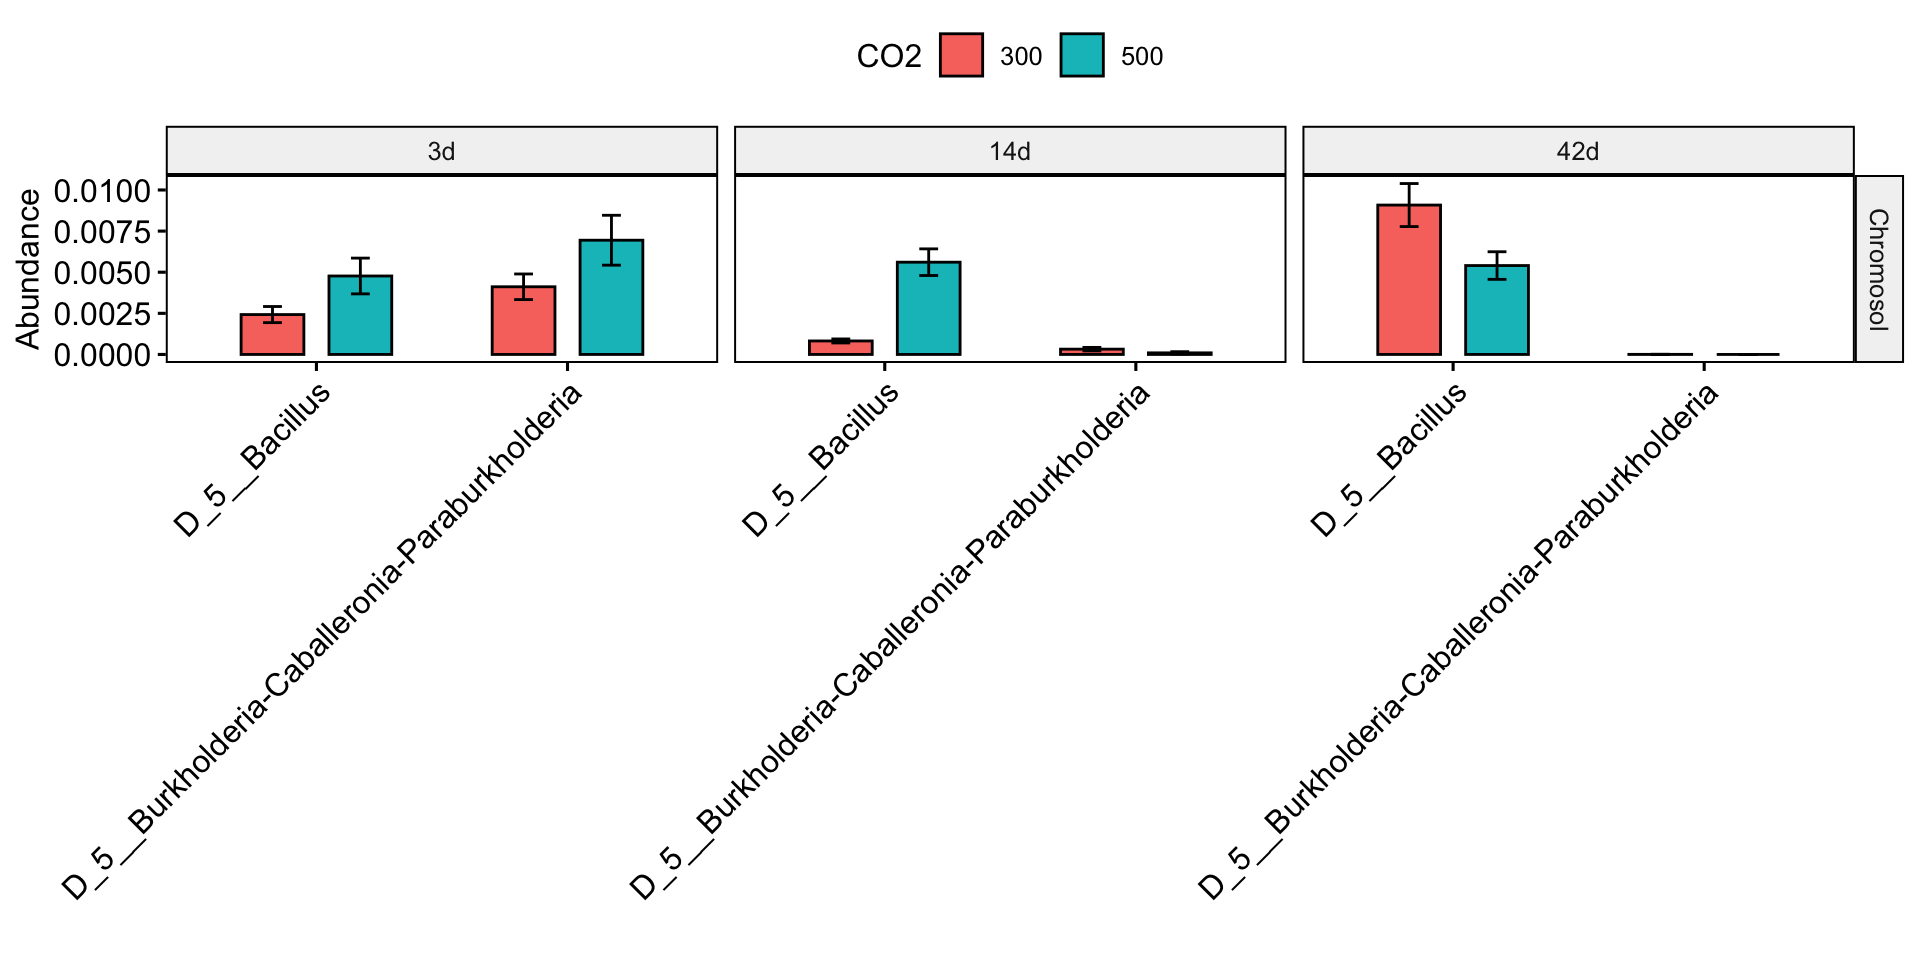 CO2 300 500
3d 14d 42d
Abundance
0.0100
0.0075
0.0050
0.0025
0.0000
Chromosol
D_5__Bacillus
D_5__Burkholderia-Caballeronia-Paraburkholderia
D_5__Bacillus
D_5__Burkholderia-Caballeronia-Paraburkholderia
D_5__Bacillus
D_5__Burkholderia-Caballeronia-Paraburkholderia